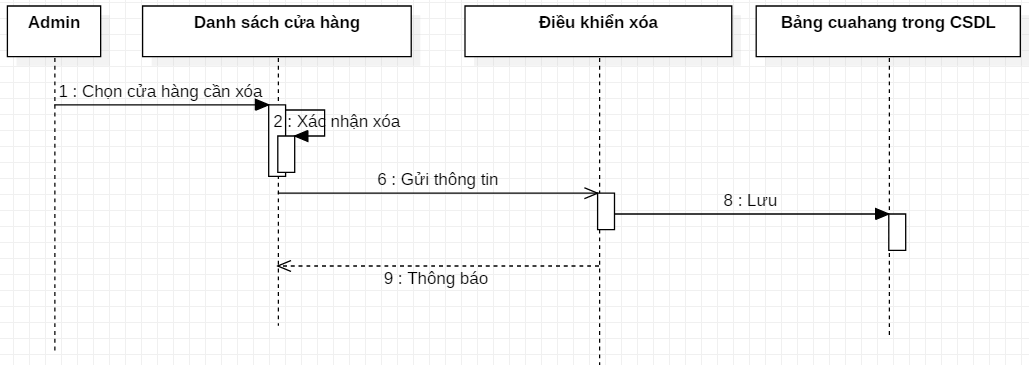 Admin
Danh sách cửa hàng
Điều khiển xóa
Bảng cuahang trong CSDL
1 : Chọn cửa hàng cần xóa
2 : Xác nhận xóa
6 : Gửi thông tin
8 : Lưu
9 : Thông báo